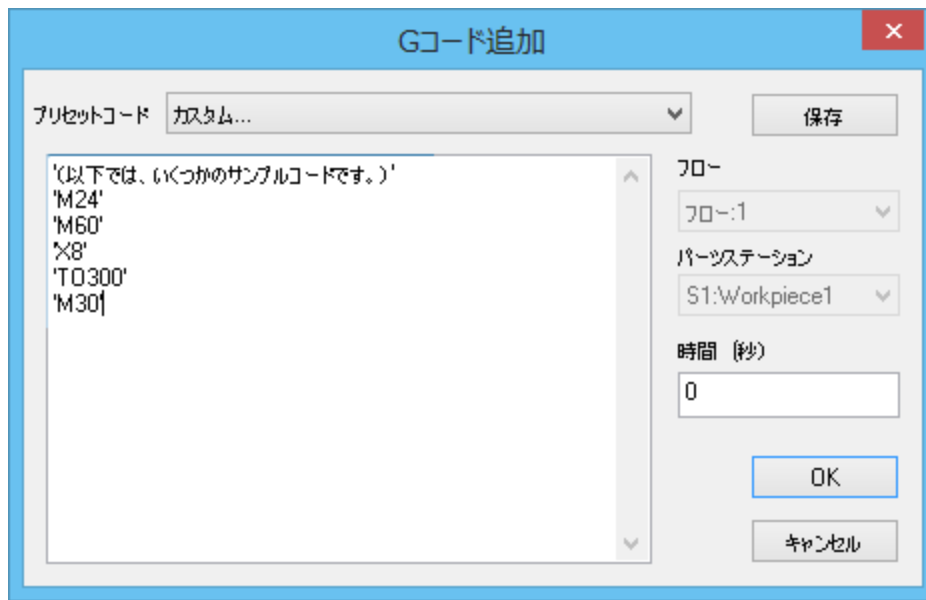 Gコード追加
プリセットコード
カスタム...
保存
'(以下では、いくつかのサンプルコードです。)'
'M24'
'M60'
'X8'
'T0300'
'M30'
フロー
フロー:1
パーツステーション
S1:Workpiece1
時間 (秒)
0
OK
キャンセル